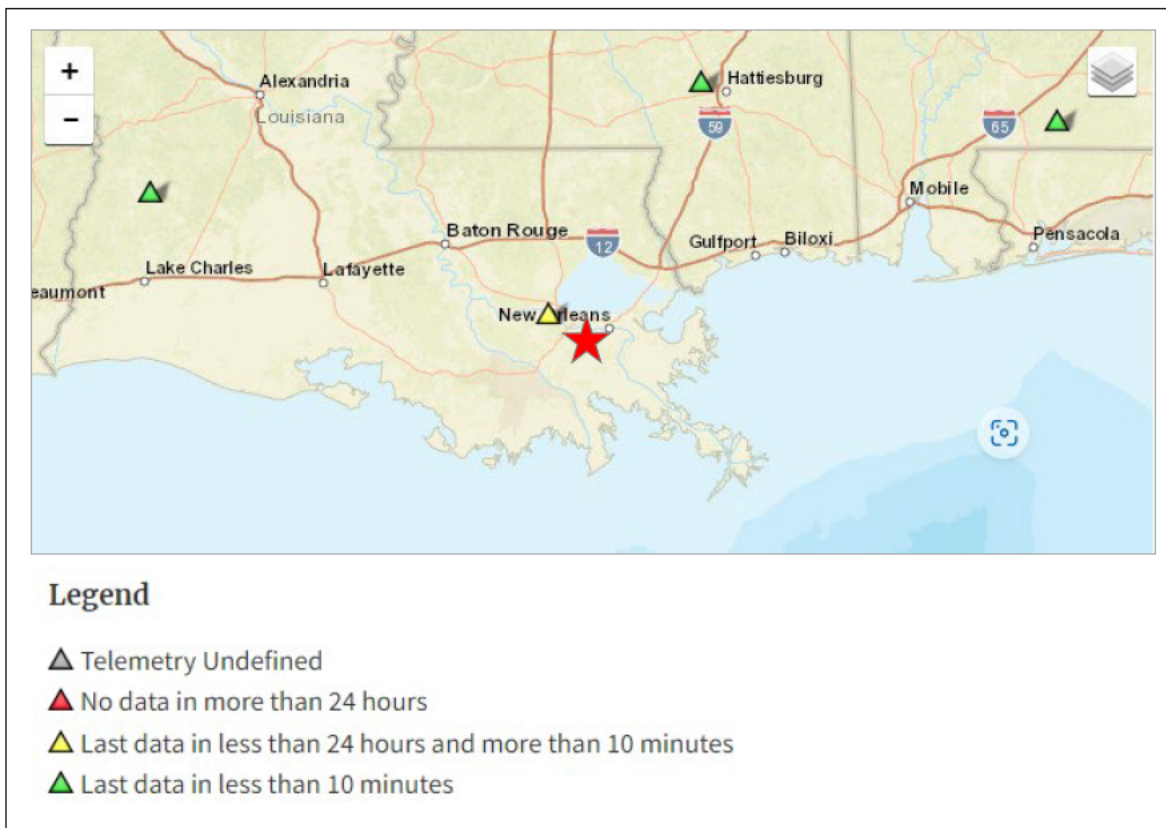 +
−
Alexandria
Louisiana
Hattiesburg
59
65
Mobile
Baton Rouge
12
Gulfport
Biloxi
Pensacola
Lake Charles
Lafayette
eaumont
New Orleans
Legend
Telemetry Undefined
No data in more than 24 hours
Last data in less than 24 hours and more than 10 minutes
Last data in less than 10 minutes